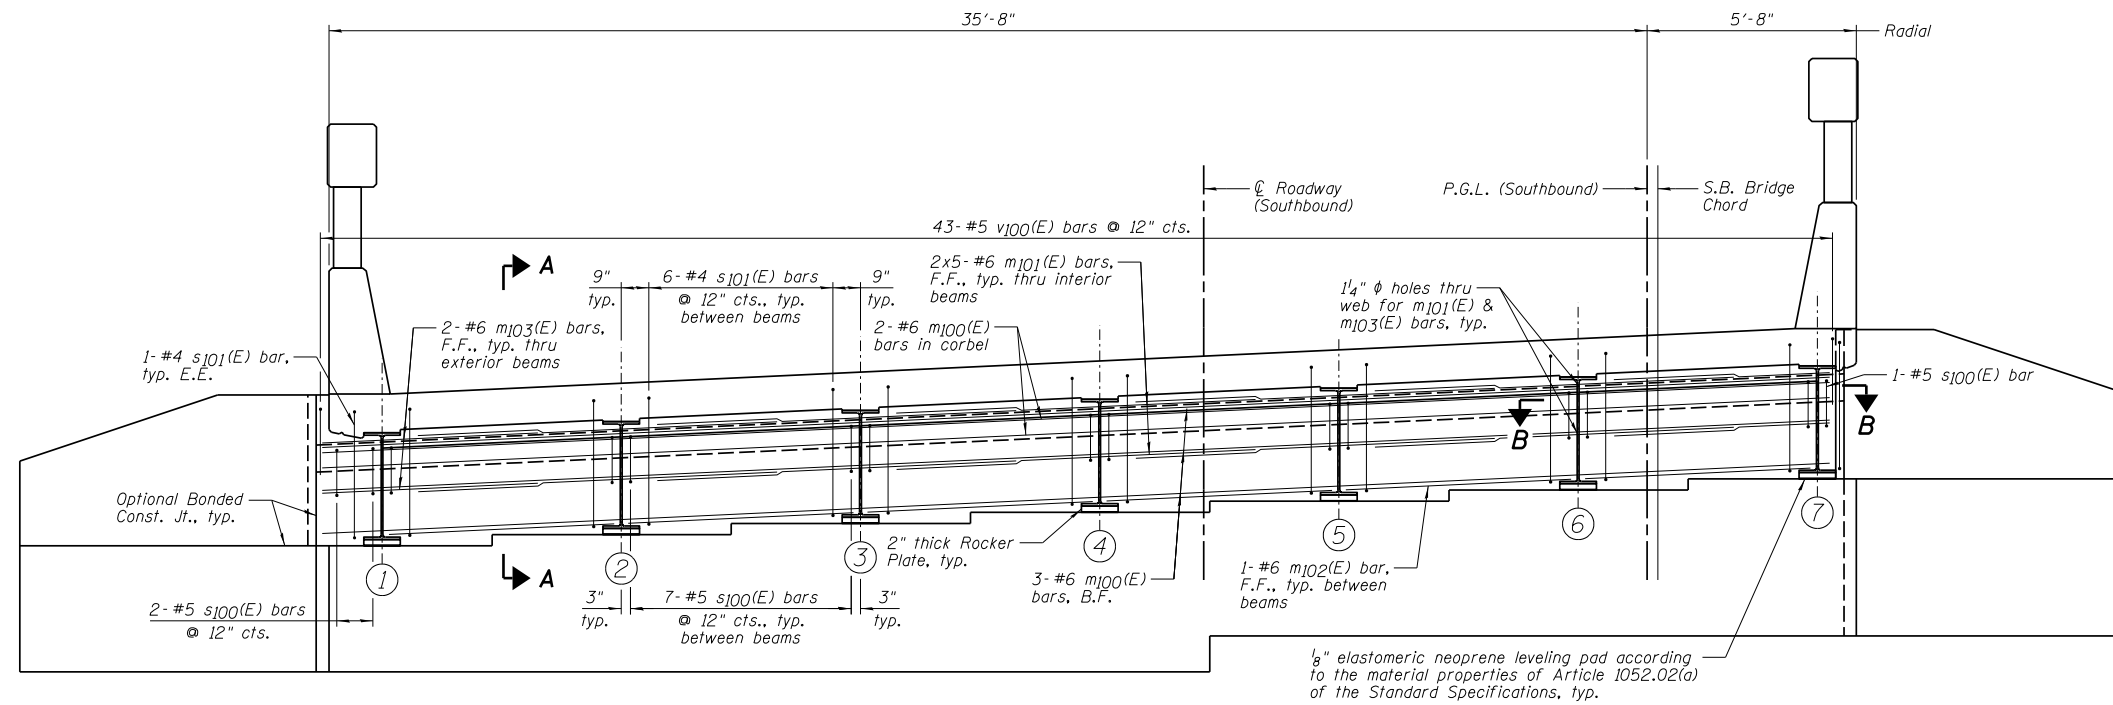 35'-8"
5'-8"
Radial
℄ Roadway
(Southbound)
P.G.L. (Southbound)
S.B. Bridge
Chord
43- #5 v100(E) bars @ 12" cts.
A
9"
typ.
6- #4 s101(E) bars
@ 12" cts., typ.
between beams
9"
typ.
2x5- #6 m101(E) bars,
F.F., typ. thru interior
beams
1¼" ϕ holes thru
web for m101(E) &
m103(E) bars, typ.
2- #6 m103(E) bars,
F.F., typ. thru
exterior beams
2- #6 m100(E)
bars in corbel
1- #4 s101(E) bar,
typ. E.E.
1- #5 s100(E) bar
B
B
Optional Bonded
Const. Jt., typ.
1
2
3
4
5
6
7
A
2" thick Rocker
Plate, typ.
3- #6 m100(E)
bars, B.F.
1- #6 m102(E) bar,
F.F., typ. between
beams
2- #5 s100(E) bars
@ 12" cts.
3"
typ.
7- #5 s100(E) bars
@ 12" cts., typ.
between beams
3"
typ.
⅛" elastomeric neoprene leveling pad according
to the material properties of Article 1052.02(a)
of the Standard Specifications, typ.